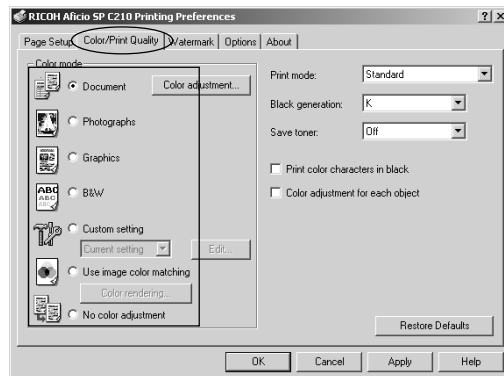 RICOH Aficio SP C210 Printing Preferences
Page Setup Color/Print Quality Watermark Options About
Color mode
Document
Color adjustment...
Photographs
Graphics
ABC
ABC
B&W
Custom setting
Current setting
Edit...
Use image color matching
Color rendering...
No color adjustment
Print mode:
Standard
Black generation:
K
Save toner:
Off
Print color characters in black
Color adjustment for each object
Restore Defaults
OK Cancel Apply Help